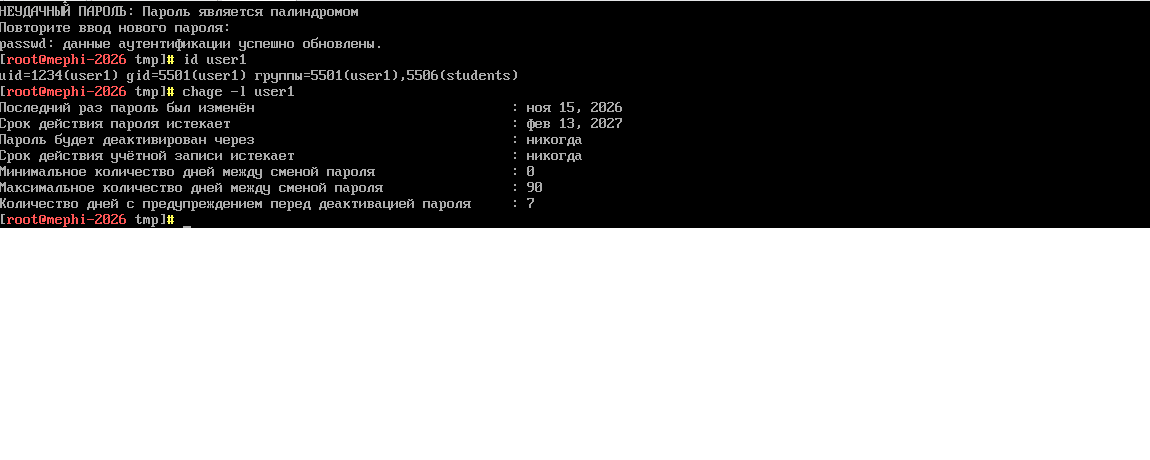 НЕУДАЧНЫЙ ПАРОЛЬ: Пароль является палиндромом
Повторите ввод нового пароля:
passwd: данные аутентификации успешно обновлены.
[root@mephi-2026 tmp]# id user1
uid=1234(user1) gid=5501(user1) группы=5501(user1),5506(students)
[root@mephi-2026 tmp]# chage -l user1
Последний раз пароль был изменён : ноя 15, 2026
Срок действия пароля истекает : фев 13, 2027
Пароль будет деактивирован через : никогда
Срок действия учётной записи истекает : никогда
Минимальное количество дней между сменой пароля : 0
Максимальное количество дней между сменой пароля : 90
Количество дней с предупреждением перед деактивацией пароля : 7
[root@mephi-2026 tmp]# _